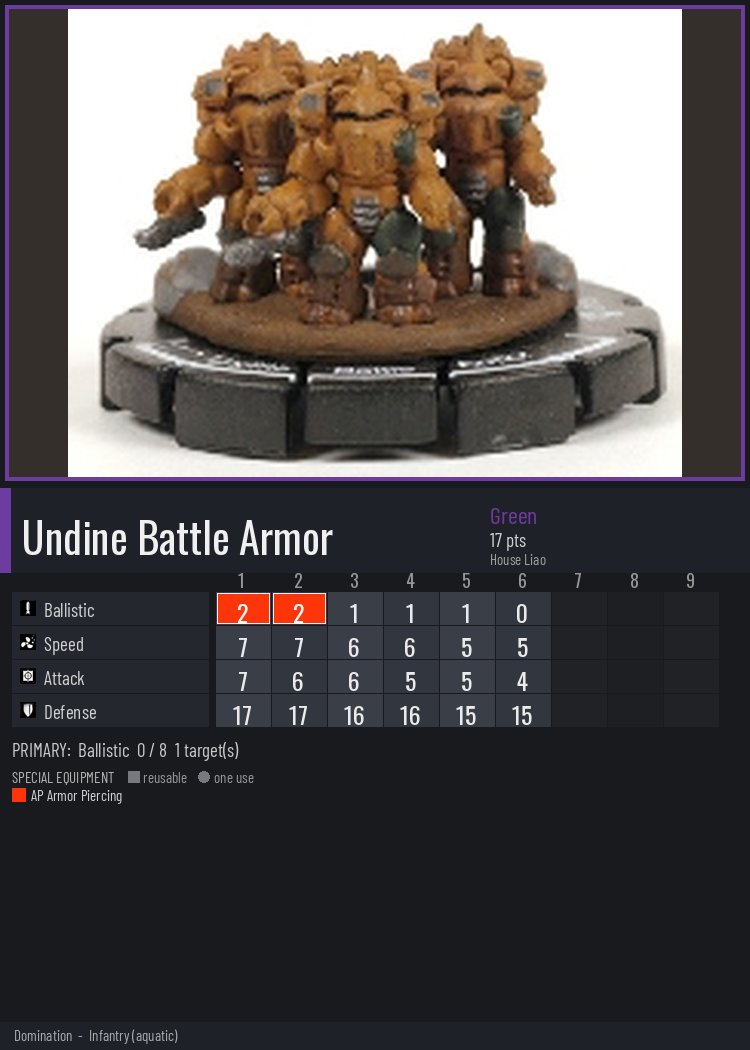 Undine Battle Armor
Green
17 pts
House Liao
1 2 3 4 5 6 7 8 9
Ballistic 2 2 1 1 1 0
Speed 7 7 6 6 5 5
Attack 7 6 6 5 5 4
Defense 17 17 16 16 15 15
PRIMARY: Ballistic 0 / 8 1 target(s)
SPECIAL EQUIPMENT reusable one use
AP Armor Piercing
Domination - Infantry (aquatic)